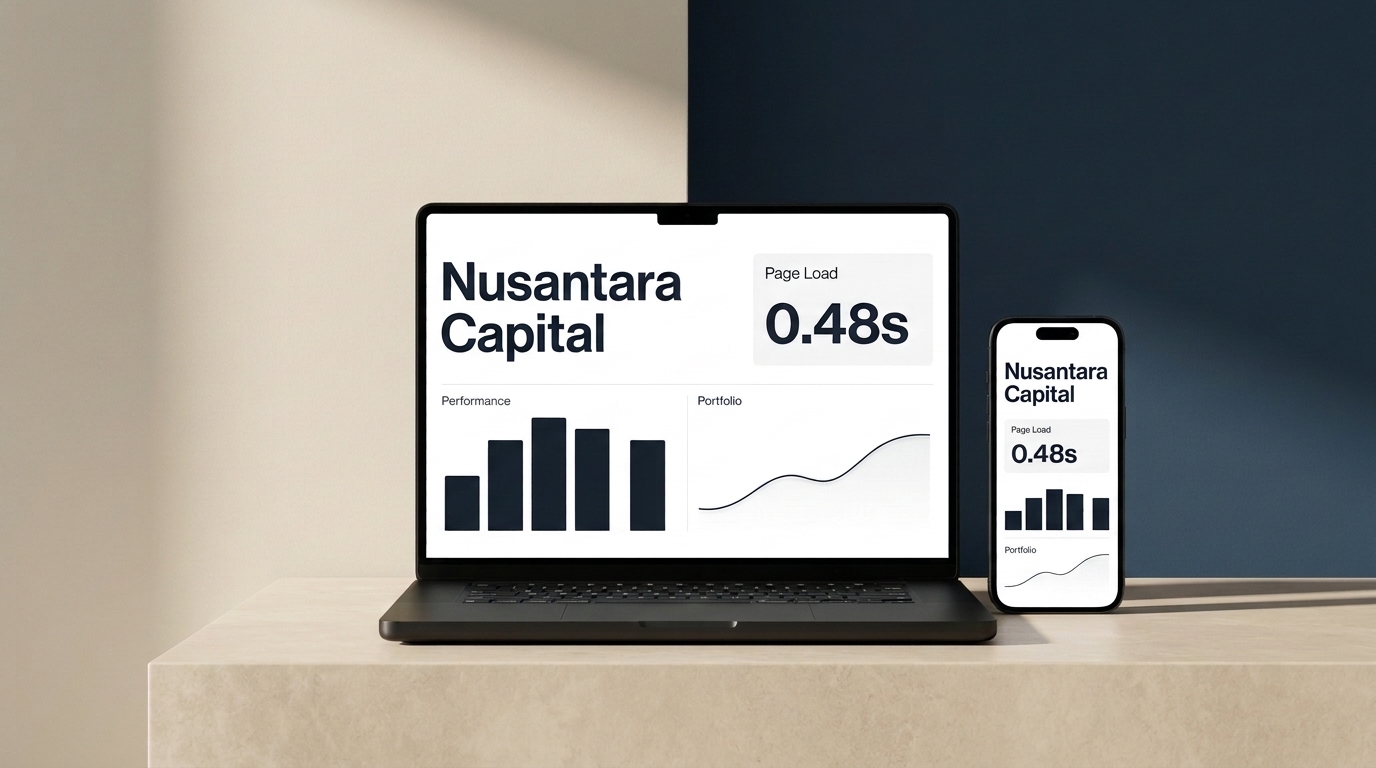 Nusantara
Capital
Page Load
0.48s
Performance
Portfolio
Nusantara
Capital
Page Load
0.48s
Portfolio